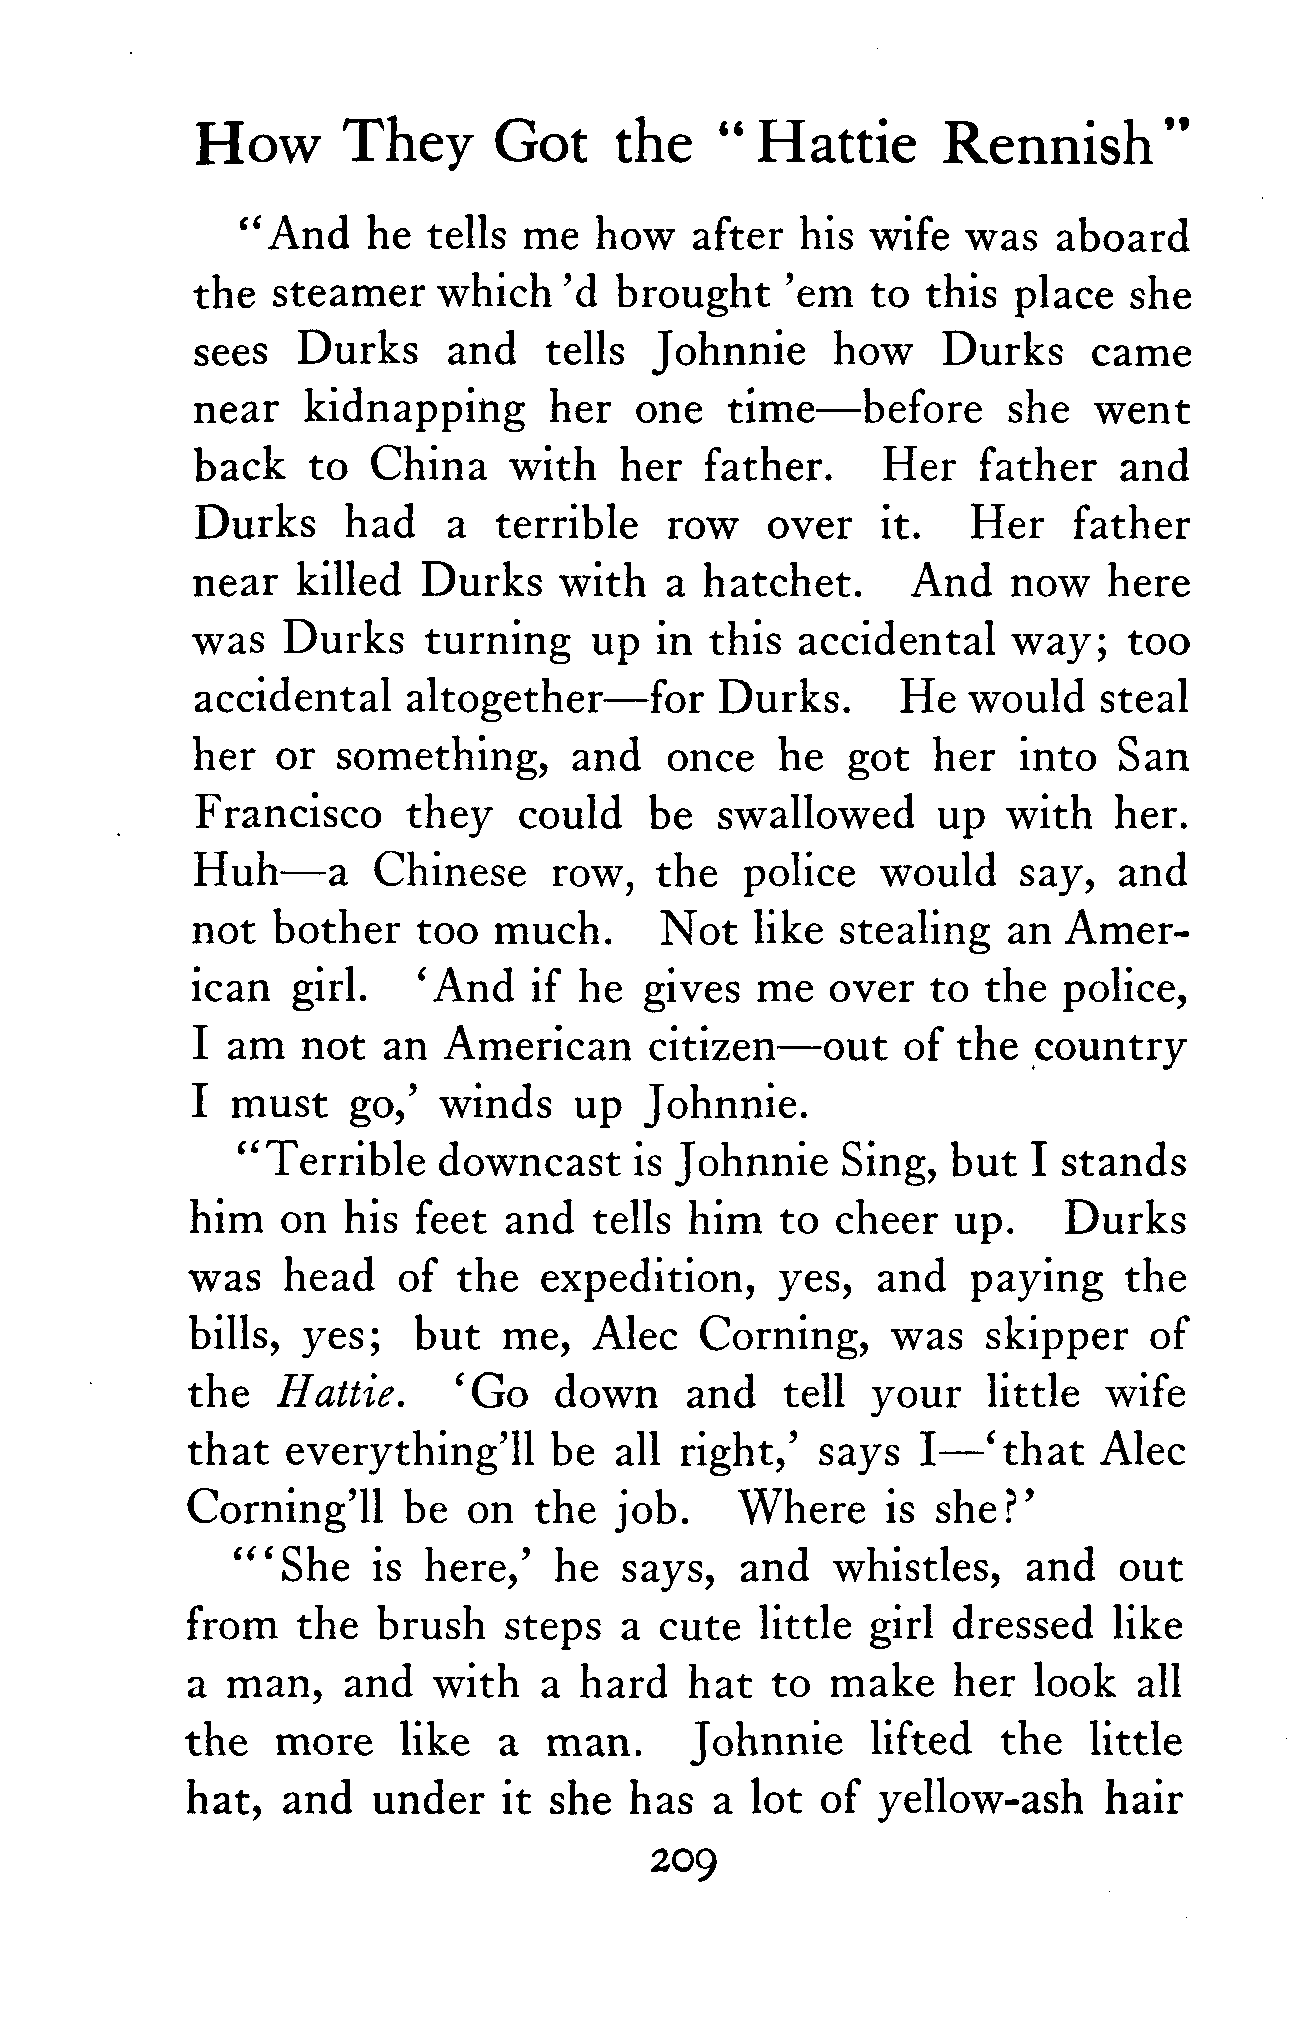 How They Got the “Hattie Rennish”
“And he tells me how after his wife was aboard
the steamer which ’d brought ’em to this place she
sees Durks and tells Johnnie how Durks came
near kidnapping her one time—before she went
back to China with her father. Her father and
Durks had a terrible row over it. Her father
near killed Durks with a hatchet. And now here
was Durks turning up in this accidental way; too
accidental altogether—for Durks. He would steal
her or something, and once he got her into San
Francisco they could be swallowed up with her.
Huh—a Chinese row, the police would say, and
not bother too much. Not like stealing an Amer-
ican girl. ‘And if he gives me over to the police,
I am not an American citizen—out of the country
I must go,’ winds up Johnnie.
“Terrible downcast is Johnnie Sing, but I stands
him on his feet and tells him to cheer up. Durks
was head of the expedition, yes, and paying the
bills, yes; but me, Alec Corning, was skipper of
the Hattie. ‘Go down and tell your little wife
that everything’ll be all right,’ says I—‘that Alec
Corning’ll be on the job. Where is she?’
“‘She is here,’ he says, and whistles, and out
from the brush steps a cute little girl dressed like
a man, and with a hard hat to make her look all
the more like a man. Johnnie lifted the little
hat, and under it she has a lot of yellow-ash hair
209